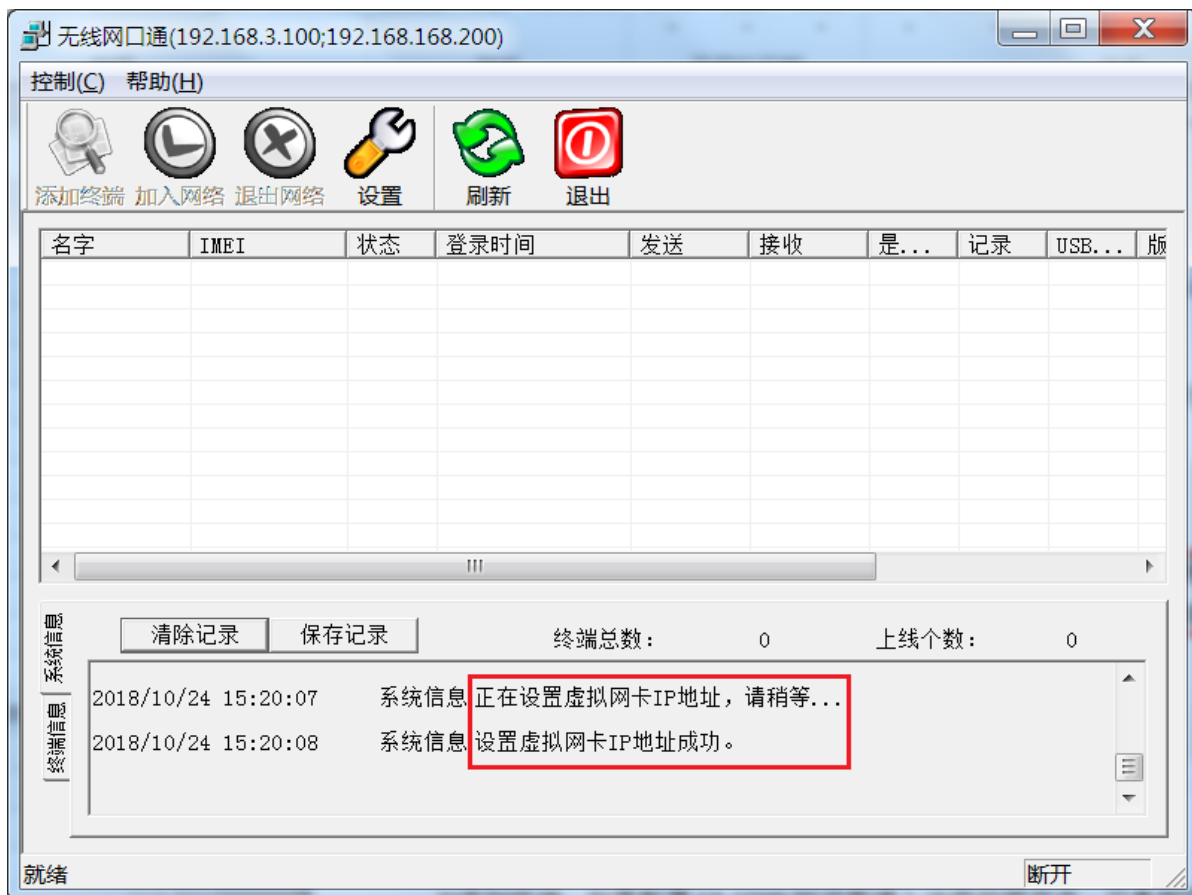 无线网口通(192.168.3.100;192.168.168.200)
控制(C) 帮助(H)
添加终端 加入网络 退出网络 设置 刷新 退出
名字 IMEI 状态 登录时间 发送 接收 是... 记录 USB... 版
系统信息
清除记录 保存记录 终端总数: 0 上线个数: 0
终端信息
2018/10/24 15:20:07 系统信息 正在设置虚拟网卡IP地址，请稍等...
2018/10/24 15:20:08 系统信息 设置虚拟网卡IP地址成功。
就绪 断开